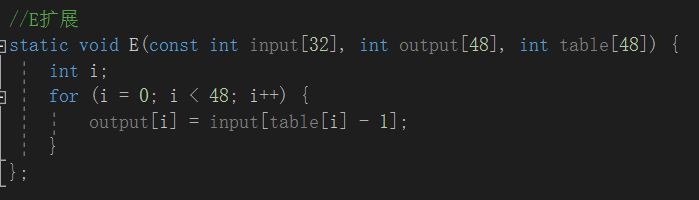 //E扩展
static void E(const int input[32], int output[48], int table[48]) {
int i;
for (i = 0; i < 48; i++) {
output[i] = input[table[i] - 1];
}
};